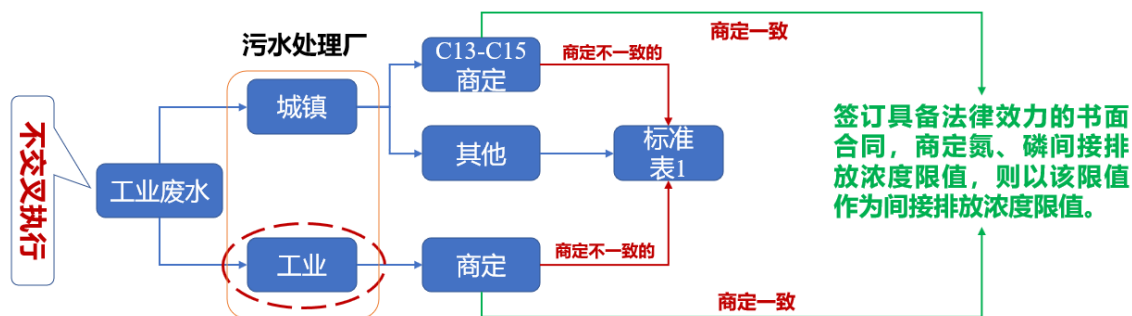 商定一致
污水处理厂
C13-C15
商定
商定不一致的
城镇
不交叉执行
工业废水
其他
标准
表1
签订具备法律效力的书面
合同，商定氮、磷间接排
放浓度限值，则以该限值
作为间接排放浓度限值。
工业
商定
商定不一致的
商定一致